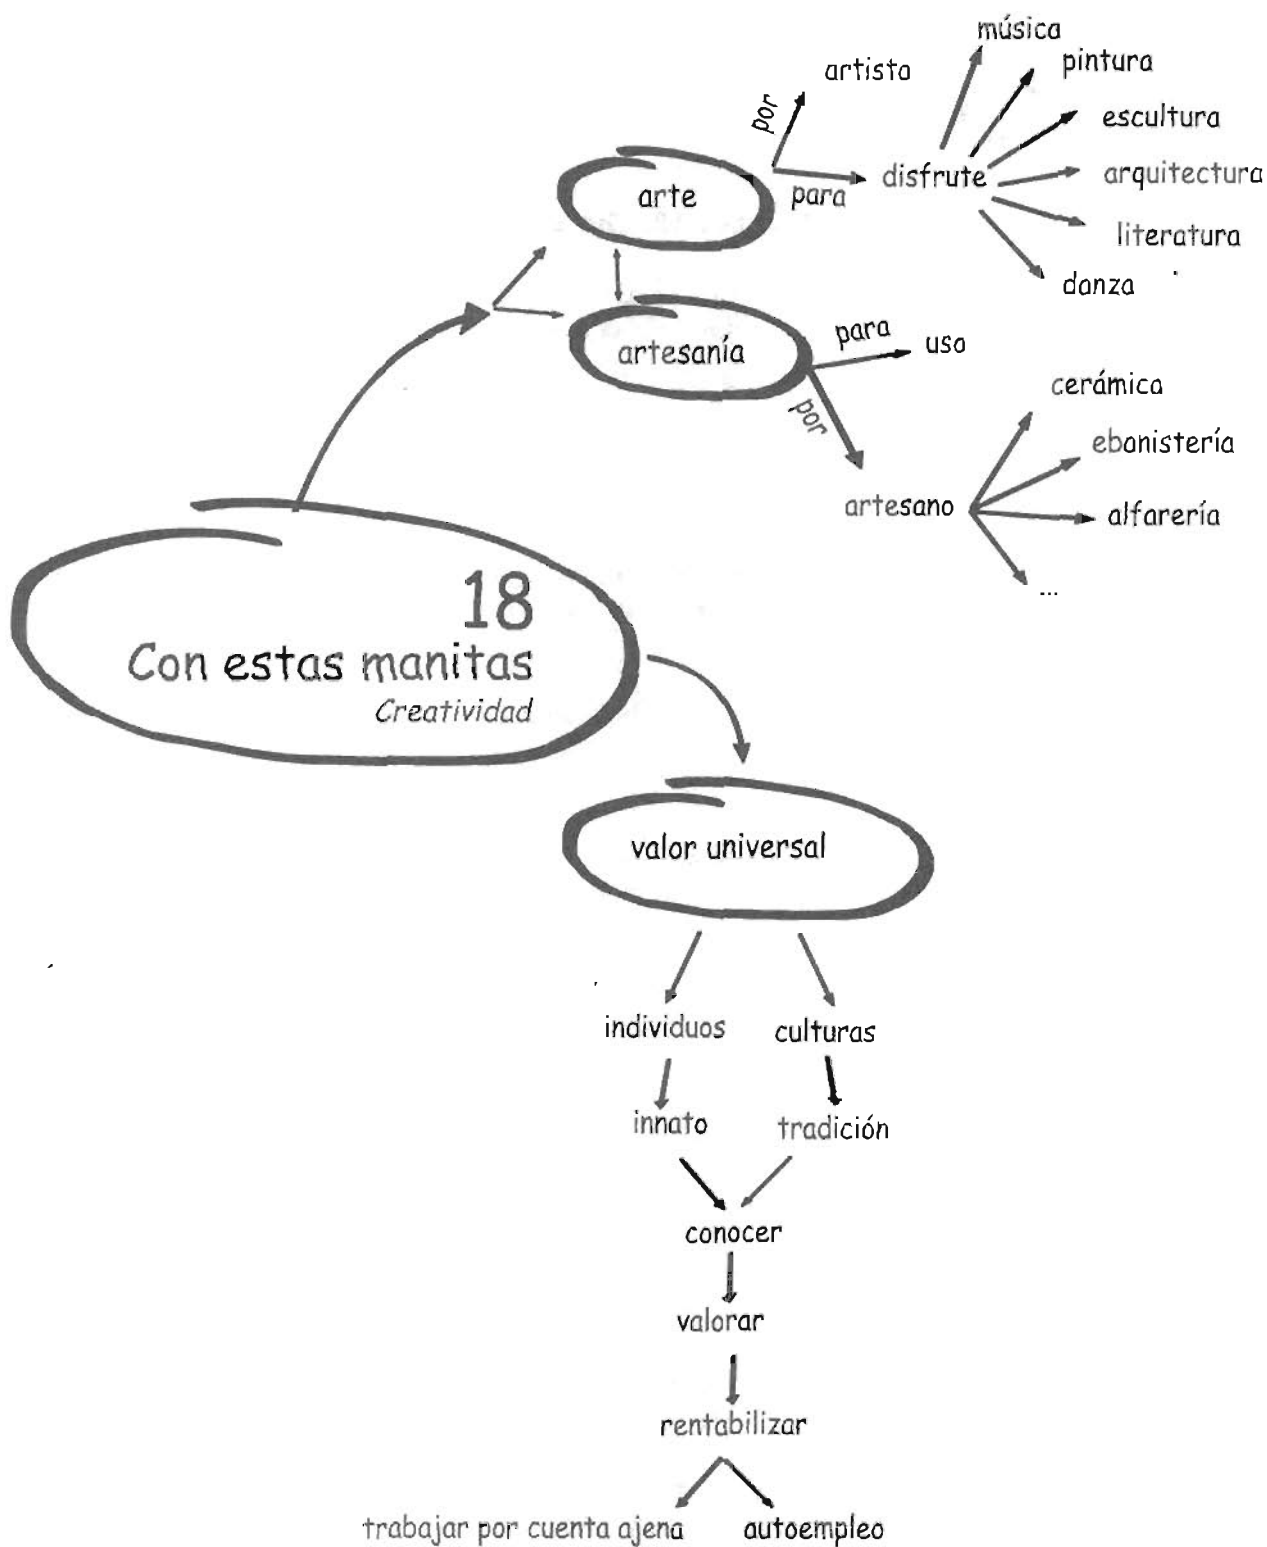 música
pintura
artista
por
escultura
arte
para
disfrute
arquitectura
literatura
danza
artesanía
para
uso
por
cerámica
ebanistería
artesano
alfarería
...
18
Con estas manitas
Creatividad
valor universal
individuos
culturas
innato
tradición
conocer
valorar
rentabilizar
trabajar por cuenta ajena
autoempleo